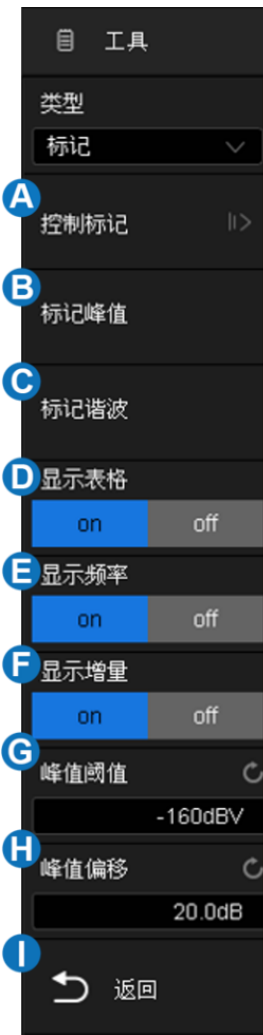 工具
类型
标记
A
控制标记
B
标记峰值
C
标记谐波
D
显示表格
on off
E
显示频率
on off
F
显示增量
on off
G
峰值阈值
-160dBV
H
峰值偏移
20.0dB
I
返回